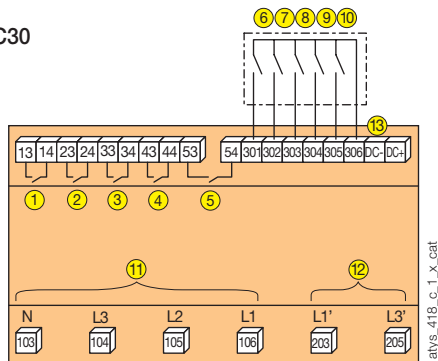 C30
6 7 8 9 10
13
13 14 23 24 33 34 43 44 53 54 301 302 303 304 305 306 DC- DC+
1 2 3 4 5
11 12
N L3 L2 L1 L1' L3'
103 104 105 106 203 205
atys_418_c_1_x_cat